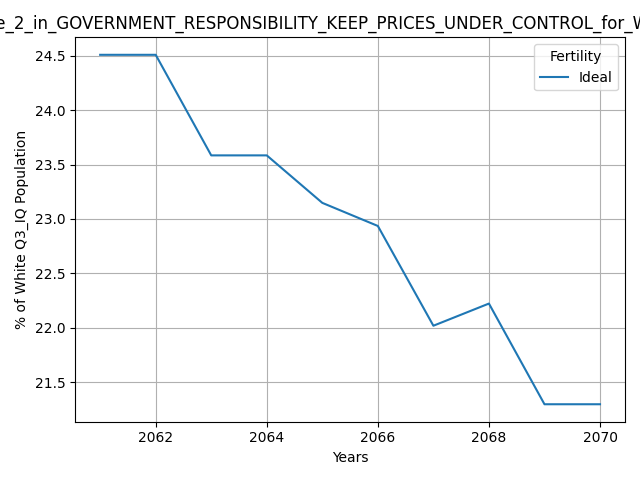 e_2_in_GOVERNMENT_RESPONSIBILITY_KEEP_PRICES_UNDER_CONTROL_for_W
Fertility
Ideal
% of White Q3_IQ Population
24.5
24.0
23.5
23.0
22.5
22.0
21.5
2062 2064 2066 2068 2070
Years